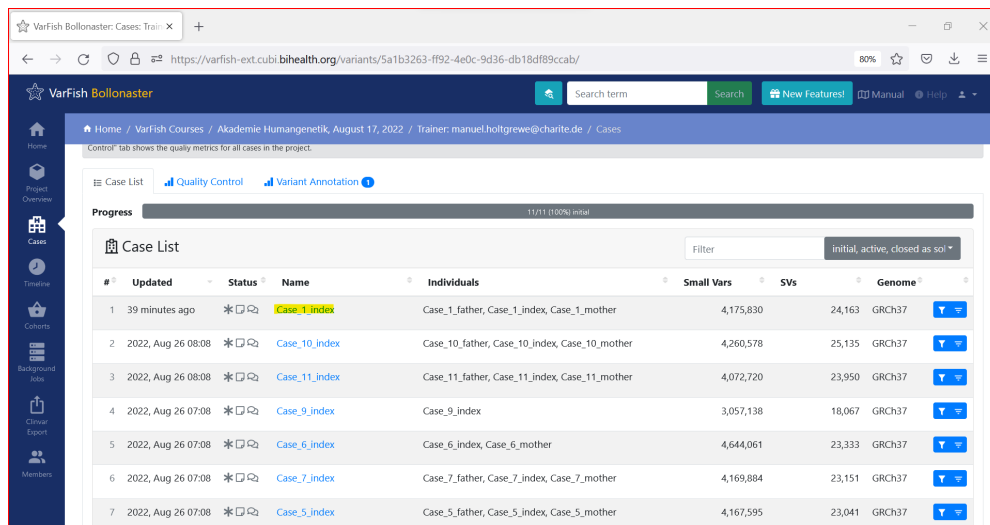 VarFish Bollonaster: Cases: Train
https://varfish-ext.cubi.bihealth.org/variants/5a1b3263-ff92-4e0c-9d36-db18df89ccab/
80%
VarFish Bollonaster
Search term
Search
New Features!
Manual
Help
Home / VarFish Courses / Akademie Humangenetik, August 17, 2022 / Trainer: manuel.holtgrewe@charite.de / Cases
Home
Project Overview
Cases
Timeline
Cohorts
Background Jobs
Clinvar Export
Members
Control" tab shows the qualiy metrics for all cases in the project.
Case List
Quality Control
Variant Annotation 1
Progress
11/11 (100%) initial
Case List
Filter
initial, active, closed as sol
# Updated Status Name Individuals Small Vars SVs Genome
1 39 minutes ago Case_1_index Case_1_father, Case_1_index, Case_1_mother 4,175,830 24,163 GRCh37
2 2022, Aug 26 08:08 Case_10_index Case_10_father, Case_10_index, Case_10_mother 4,260,578 25,135 GRCh37
3 2022, Aug 26 08:08 Case_11_index Case_11_father, Case_11_index, Case_11_mother 4,072,720 23,950 GRCh37
4 2022, Aug 26 07:08 Case_9_index Case_9_index 3,057,138 18,067 GRCh37
5 2022, Aug 26 07:08 Case_6_index Case_6_index, Case_6_mother 4,644,061 23,333 GRCh37
6 2022, Aug 26 07:08 Case_7_index Case_7_father, Case_7_index, Case_7_mother 4,169,884 23,151 GRCh37
7 2022, Aug 26 07:08 Case_5_index Case_5_father, Case_5_index, Case_5_mother 4,167,595 23,041 GRCh37